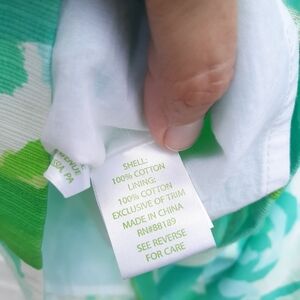 SHELL:
100% COTTON
LINING:
100% COTTON
EXCLUSIVE OF TRIM
MADE IN CHINA
RN#88189
SEE REVERSE
FOR CARE